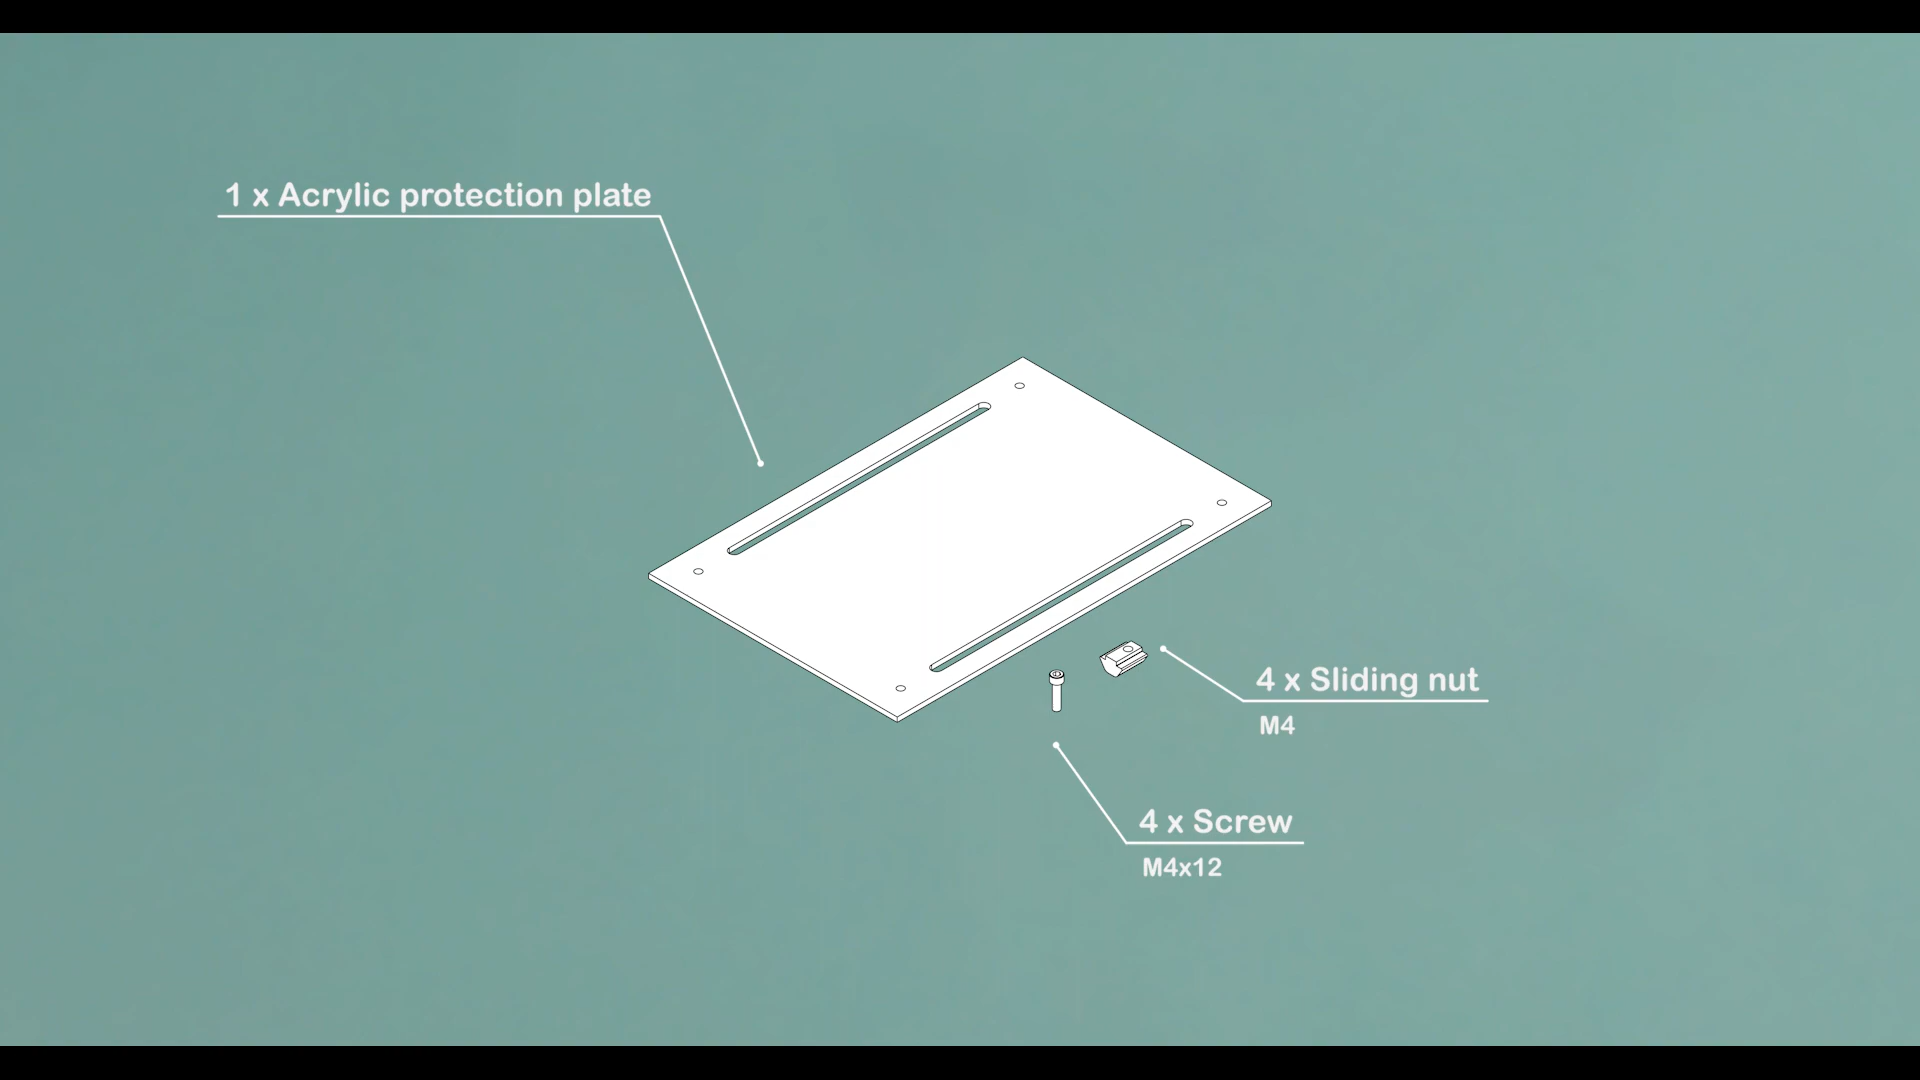 1 x Acrylic protection plate
4 x Sliding nut
M4
4 x Screw
M4x12